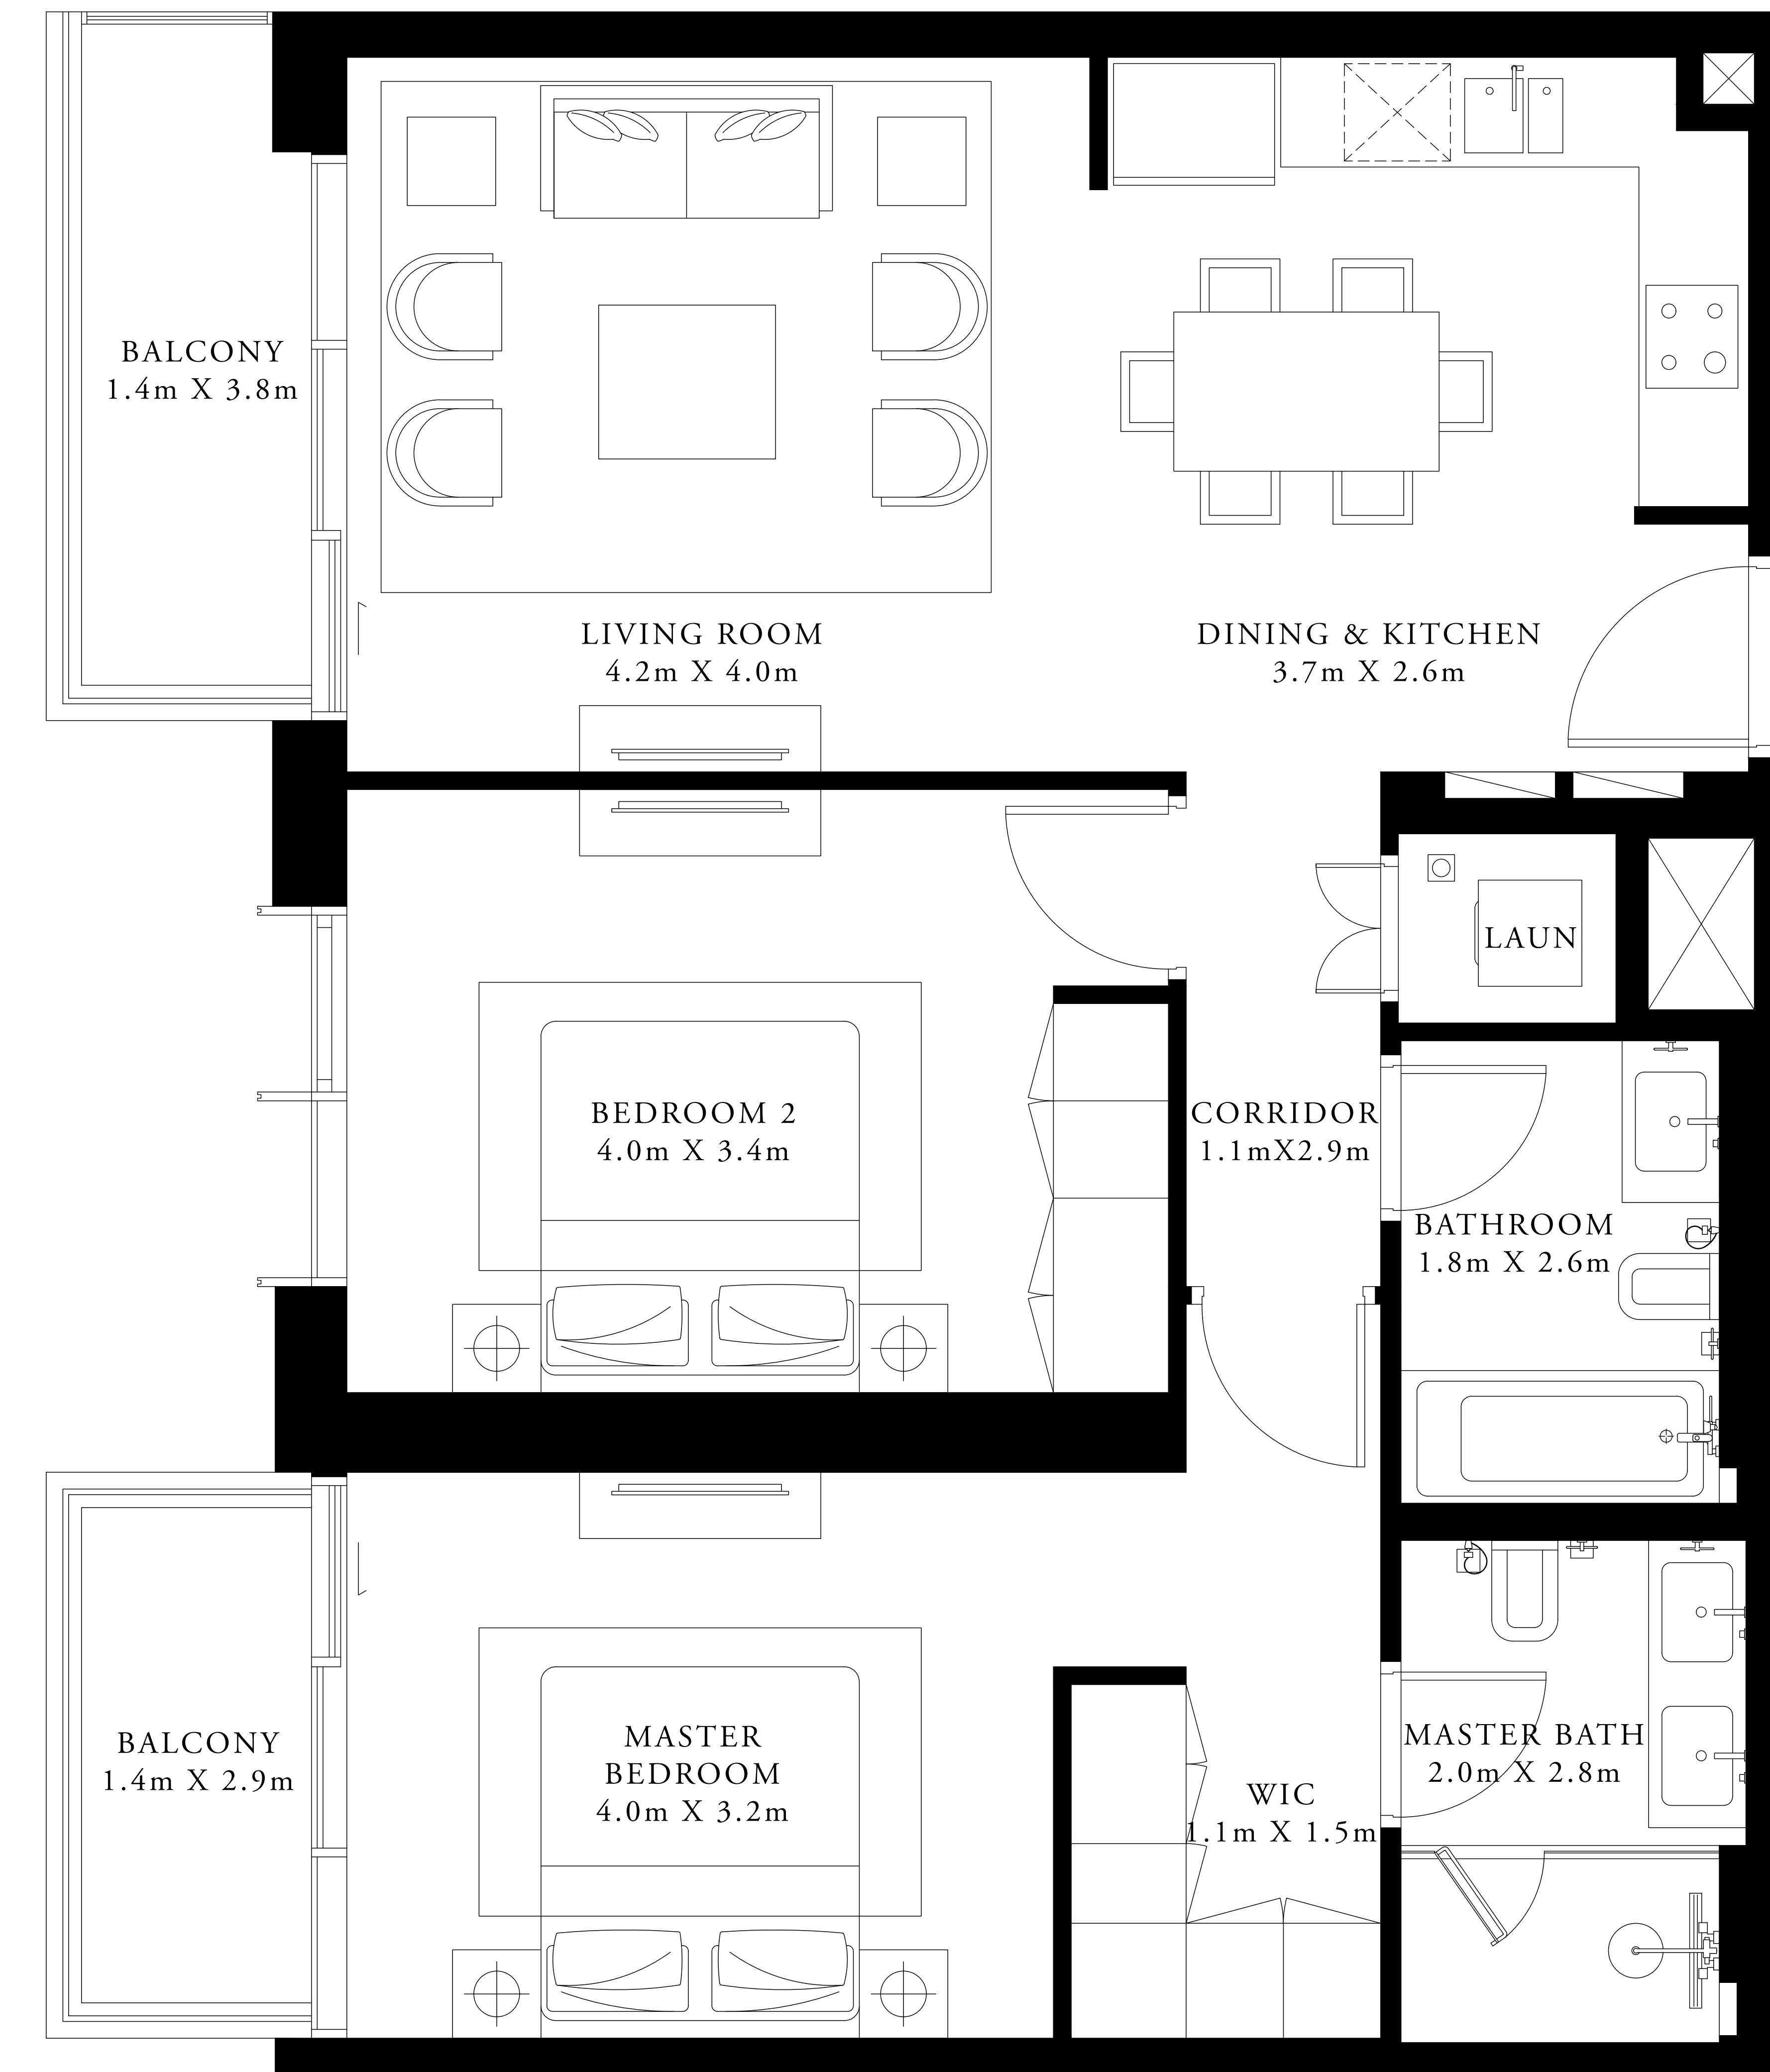 BALCONY
1.4m X 3.8m
LIVING ROOM
4.2m X 4.0m
DINING & KITCHEN
3.7m X 2.6m
LAUN
BEDROOM 2
4.0m X 3.4m
CORRIDOR
1.1mX2.9m
BATHROOM
1.8m X 2.6m
BALCONY
1.4m X 2.9m
MASTER
BEDROOM
4.0m X 3.2m
WIC
1.1m X 1.5m
MASTER BATH
2.0m X 2.8m